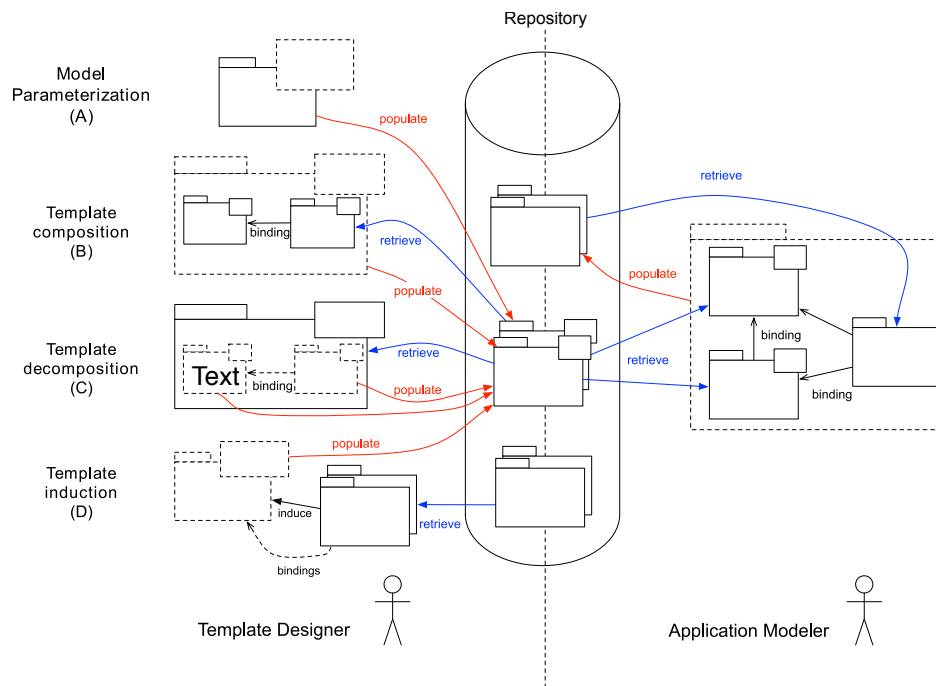 Repository
Model
Parameterization
(A)
populate
retrieve
Template
composition
(B)
binding
retrieve
populate
populate
binding
Template
decomposition
(C)
Text
binding
retrieve
populate
retrieve
binding
populate
Template
induction
(D)
induce
retrieve
bindings
Template Designer
Application Modeler